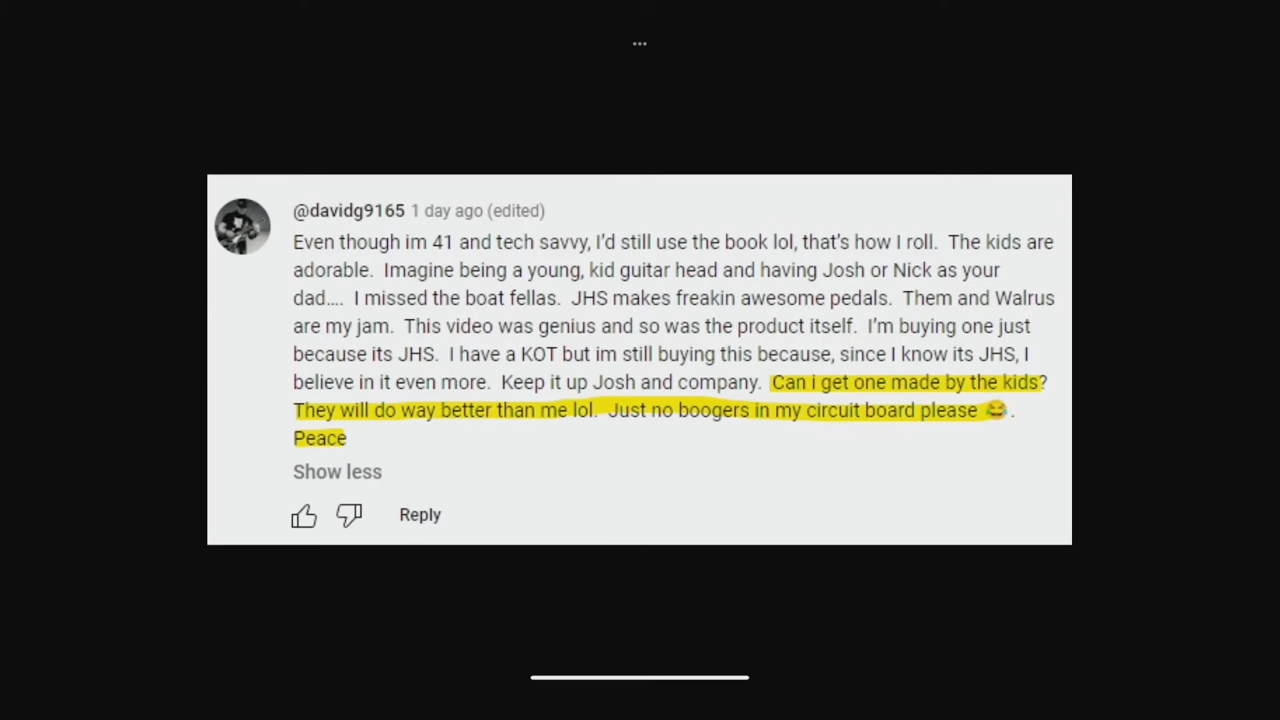 ...
@davidg9165 1 day ago (edited)
Even though im 41 and tech savvy, I'd still use the book lol, that's how I roll.  The kids are
adorable.  Imagine being a young, kid guitar head and having Josh or Nick as your
dad....  I missed the boat fellas.  JHS makes freakin awesome pedals.  Them and Walrus
are my jam.  This video was genius and so was the product itself.  I'm buying one just
because its JHS.  I have a KOT but im still buying this because, since I know its JHS, I
believe in it even more.  Keep it up Josh and company.  Can i get one made by the kids?
They will do way better than me lol.  Just no boogers in my circuit board please 😂.
Peace
Show less
Reply